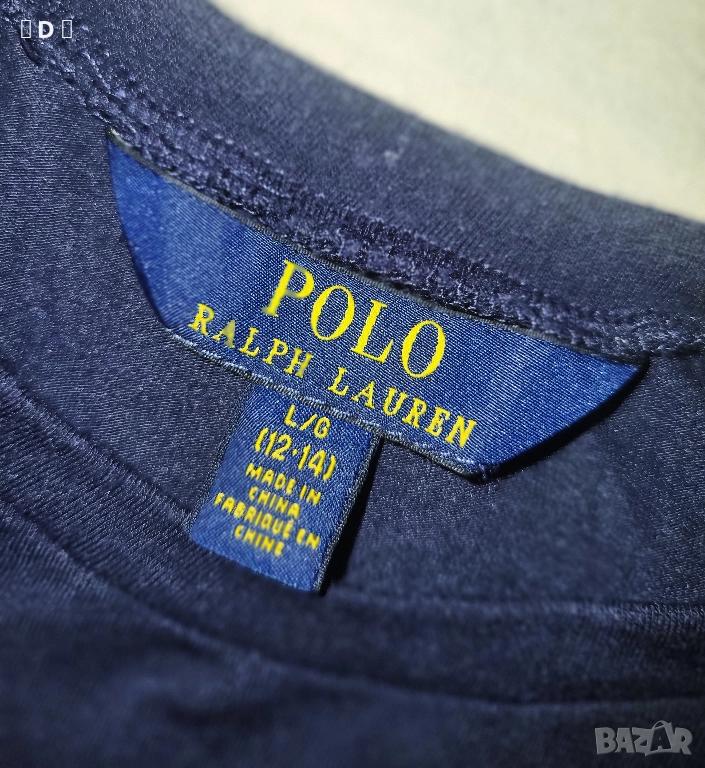 D
POLO
RALPH LAUREN
L/G
(12-14)
MADE IN
CHINA
FABRIQUÉ EN
CHINE
BAZAR